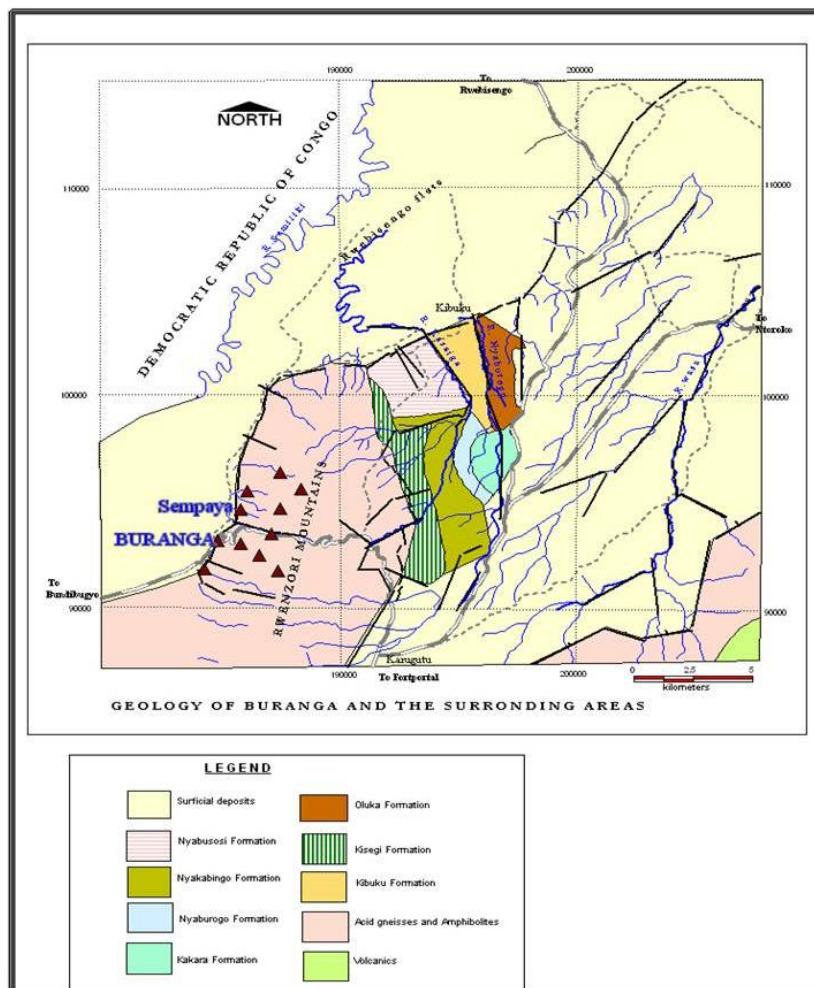 190000
200000
To
Rwebisengo
NORTH
DEMOCRATIC REPUBLIC OF CONGO
110000
110000
R. Semiliki
Rwebisengo flats
Kibuku
R. Nyaburogo
R. Wasa
To
Ntoroko
100000
100000
Sempaya
BURANGA
RWENZORI MOUNTAINS
To
Bundibugyo
90000
90000
Karugutu
190000
To Fortportal
200000
0 2.5 5
kilometers
GEOLOGY OF BURANGA AND THE SURRONDING AREAS
LEGEND
Surficial deposits
Nyabusosi Formation
Nyakabingo Formation
Nyaburogo Formation
Kakara Formation
Oluka Formation
Kisegi Formation
Kibuku Formation
Acid gneisses and Amphibolites
Volcanics